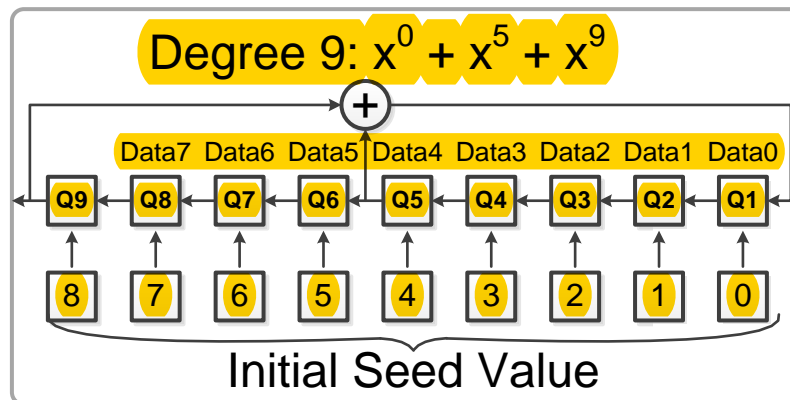 Degree 9: x⁰ + x⁵ + x⁹
+
Data7 Data6 Data5 Data4 Data3 Data2 Data1 Data0
Q9 Q8 Q7 Q6 Q5 Q4 Q3 Q2 Q1
8 7 6 5 4 3 2 1 0
Initial Seed Value